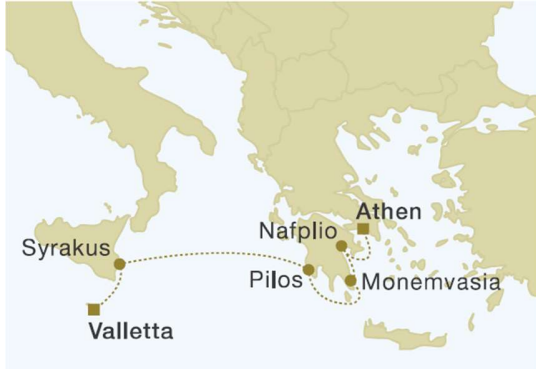 Athen
Nafplio
Syrakus
Pilos
Monemvasia
Valletta